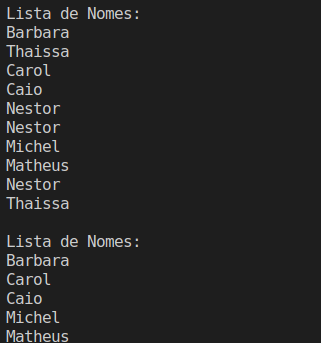 Lista de Nomes:
Barbara
Thaissa
Carol
Caio
Nestor
Nestor
Michel
Matheus
Nestor
Thaissa

Lista de Nomes:
Barbara
Carol
Caio
Michel
Matheus